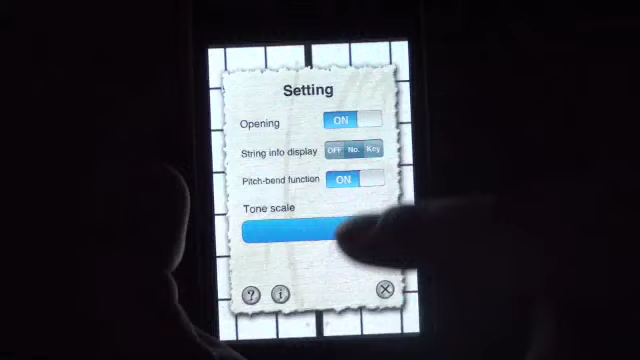 Setting
Opening ON
String info display OFF No. Key
Pitch-bend function ON
Tone scale
? i X